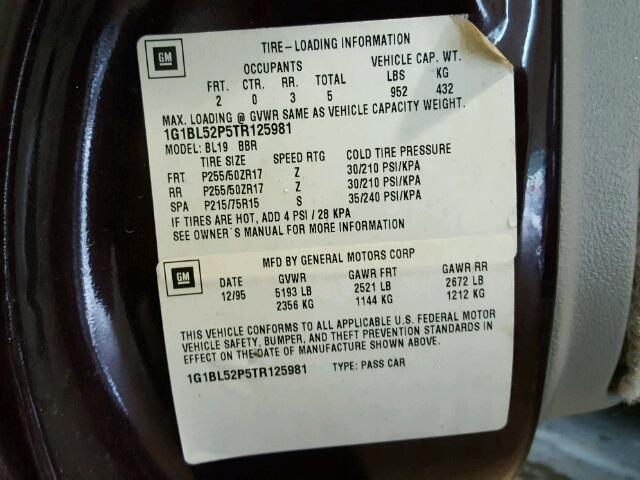 GM
TIRE-LOADING INFORMATION
OCCUPANTS VEHICLE CAP. WT.
FRT. CTR. RR. TOTAL LBS KG
2 0 3 5 952 432
MAX. LOADING @ GVWR SAME AS VEHICLE CAPACITY WEIGHT.
1G1BL52P5TR125981
MODEL: BL19 BBR
TIRE SIZE SPEED RTG COLD TIRE PRESSURE
FRT P255/50ZR17 Z 30/210 PSI/KPA
RR P255/50ZR17 Z 30/210 PSI/KPA
SPA P215/75R15 S 35/240 PSI/KPA
IF TIRES ARE HOT, ADD 4 PSI / 28 KPA
SEE OWNER`S MANUAL FOR MORE INFORMATION
GM
MFD BY GENERAL MOTORS CORP
DATE GVWR GAWR FRT GAWR RR
12/95 5193 LB 2521 LB 2672 LB
2356 KG 1144 KG 1212 KG
THIS VEHICLE CONFORMS TO ALL APPLICABLE U.S. FEDERAL MOTOR
VEHICLE SAFETY, BUMPER, AND THEFT PREVENTION STANDARDS IN
EFFECT ON THE DATE OF MANUFACTURE SHOWN ABOVE.
1G1BL52P5TR125981 TYPE: PASS CAR